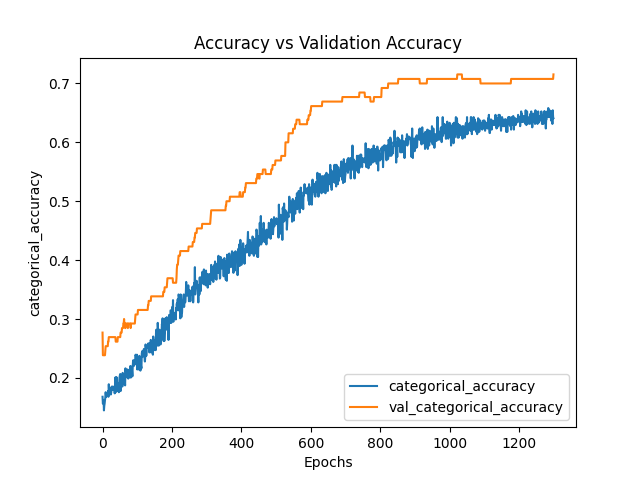 Accuracy vs Validation Accuracy
categorical_accuracy
0.7
0.6
0.5
0.4
0.3
0.2
categorical_accuracy
val_categorical_accuracy
0 200 400 600 800 1000 1200
Epochs